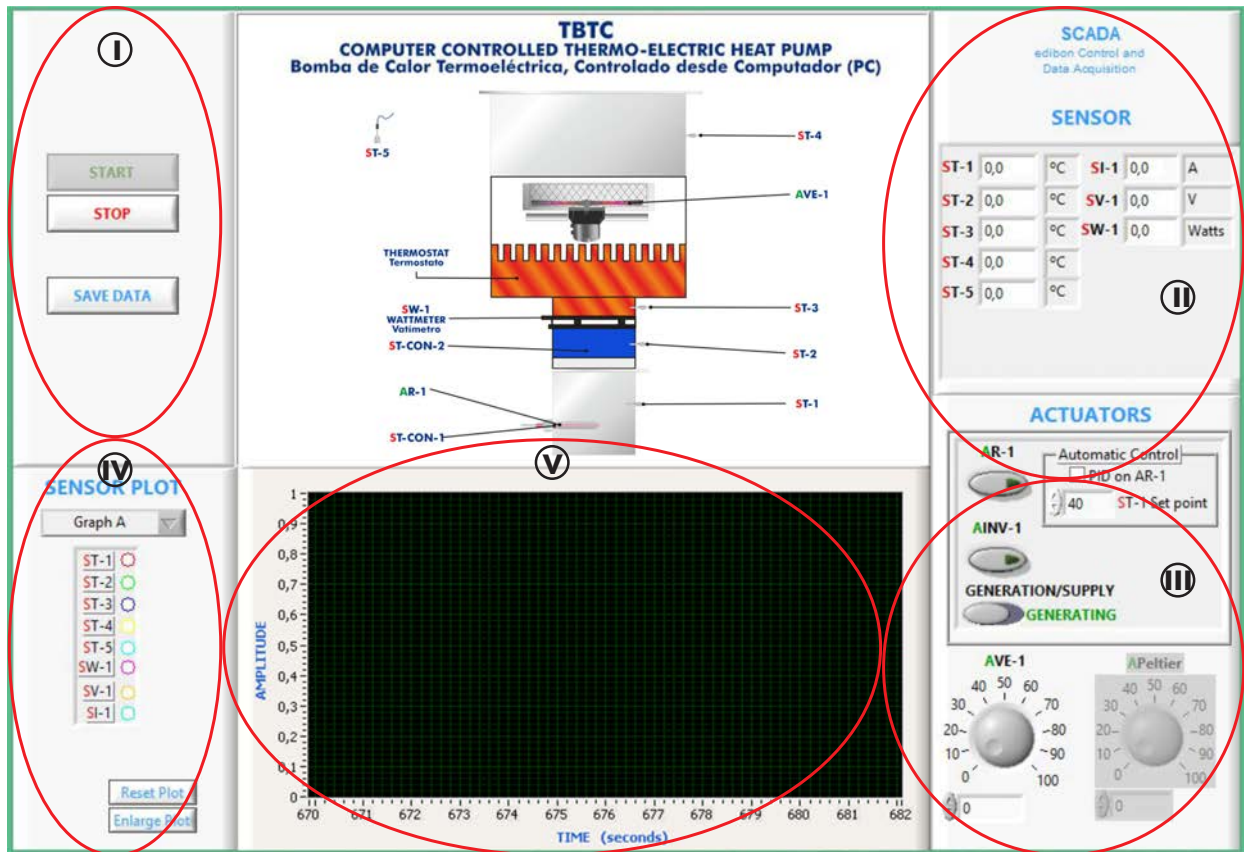 I
START
STOP
SAVE DATA
TBTC
COMPUTER CONTROLLED THERMO-ELECTRIC HEAT PUMP
Bomba de Calor Termoeléctrica, Controlado desde Computador (PC)
ST-5
ST-4
AVE-1
THERMOSTAT
Termostato
SW-1
WATTMETER
Vatímetro
ST-3
ST-CON-2
ST-2
AR-1
ST-1
ST-CON-1
SCADA
edibon Control and
Data Acquisition
SENSOR
ST-1 0,0 °C SI-1 0,0 A
ST-2 0,0 °C SV-1 0,0 V
ST-3 0,0 °C SW-1 0,0 Watts
ST-4 0,0 °C
ST-5 0,0 °C
II
ACTUATORS
AR-1
Automatic Control
PID on AR-1
40 ST-1 Set point
AINV-1
III
GENERATION/SUPPLY
GENERATING
AVE-1
0 10 20 30 40 50 60 70 80 90 100
0
APeltier
0 10 20 30 40 50 60 70 80 90 100
0
IV
SENSOR PLOT
Graph A
ST-1
ST-2
ST-3
ST-4
ST-5
SW-1
SV-1
SI-1
Reset Plot
Enlarge Plot
V
AMPLITUDE
1
0,9
0,8
0,7
0,6
0,5
0,4
0,3
0,2
0,1
0
670 671 672 673 674 675 676 677 678 679 680 681 682
TIME (seconds)